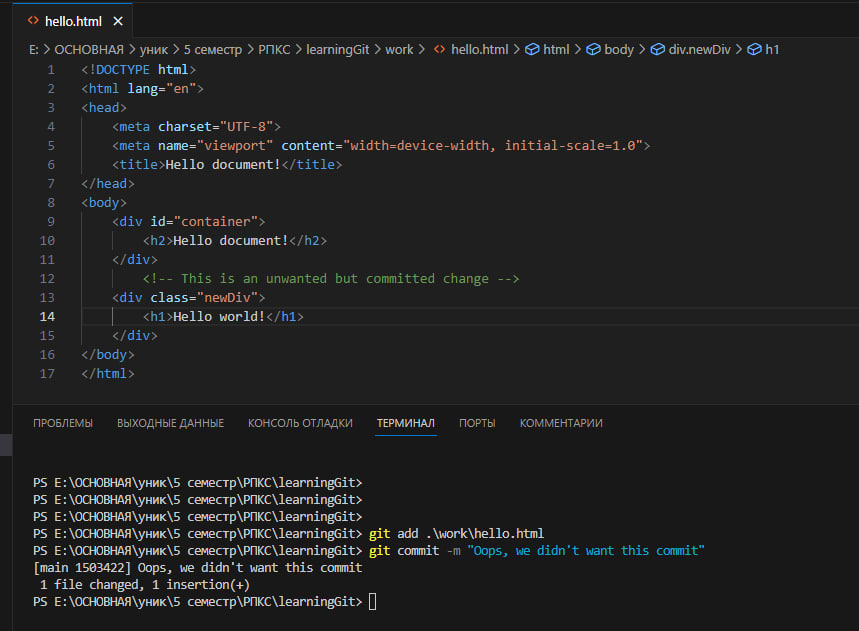 hello.html
E: > ОСНОВНАЯ > уник > 5 семестр > РПКС > learningGit > work > hello.html > html > body > div.newDiv > h1
1 <!DOCTYPE html>
2 <html lang="en">
3 <head>
4 <meta charset="UTF-8">
5 <meta name="viewport" content="width=device-width, initial-scale=1.0">
6 <title>Hello document!</title>
7 </head>
8 <body>
9 <div id="container">
10 <h2>Hello document!</h2>
11 </div>
12 <!-- This is an unwanted but committed change -->
13 <div class="newDiv">
14 <h1>Hello world!</h1>
15 </div>
16 </body>
17 </html>
ПРОБЛЕМЫ ВЫХОДНЫЕ ДАННЫЕ КОНСОЛЬ ОТЛАДКИ ТЕРМИНАЛ ПОРТЫ КОММЕНТАРИИ
PS E:\ОСНОВНАЯ\уник\5 семестр\РПКС\learningGit>
PS E:\ОСНОВНАЯ\уник\5 семестр\РПКС\learningGit>
PS E:\ОСНОВНАЯ\уник\5 семестр\РПКС\learningGit>
PS E:\ОСНОВНАЯ\уник\5 семестр\РПКС\learningGit> git add .\work\hello.html
PS E:\ОСНОВНАЯ\уник\5 семестр\РПКС\learningGit> git commit -m "Oops, we didn't want this commit"
[main 1503422] Oops, we didn't want this commit
1 file changed, 1 insertion(+)
PS E:\ОСНОВНАЯ\уник\5 семестр\РПКС\learningGit>